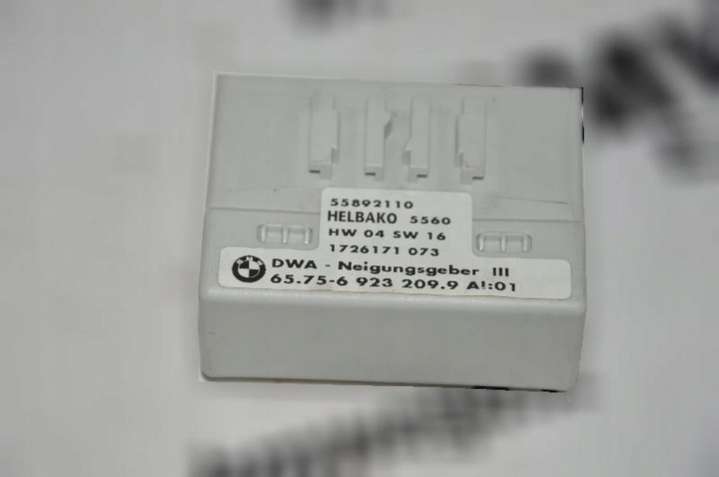 55892110
HELBAKO 5560
HW 04 SW 16
1726171 073
DWA - Neigungsgeber III
65.75-6 923 209.9 A!:01